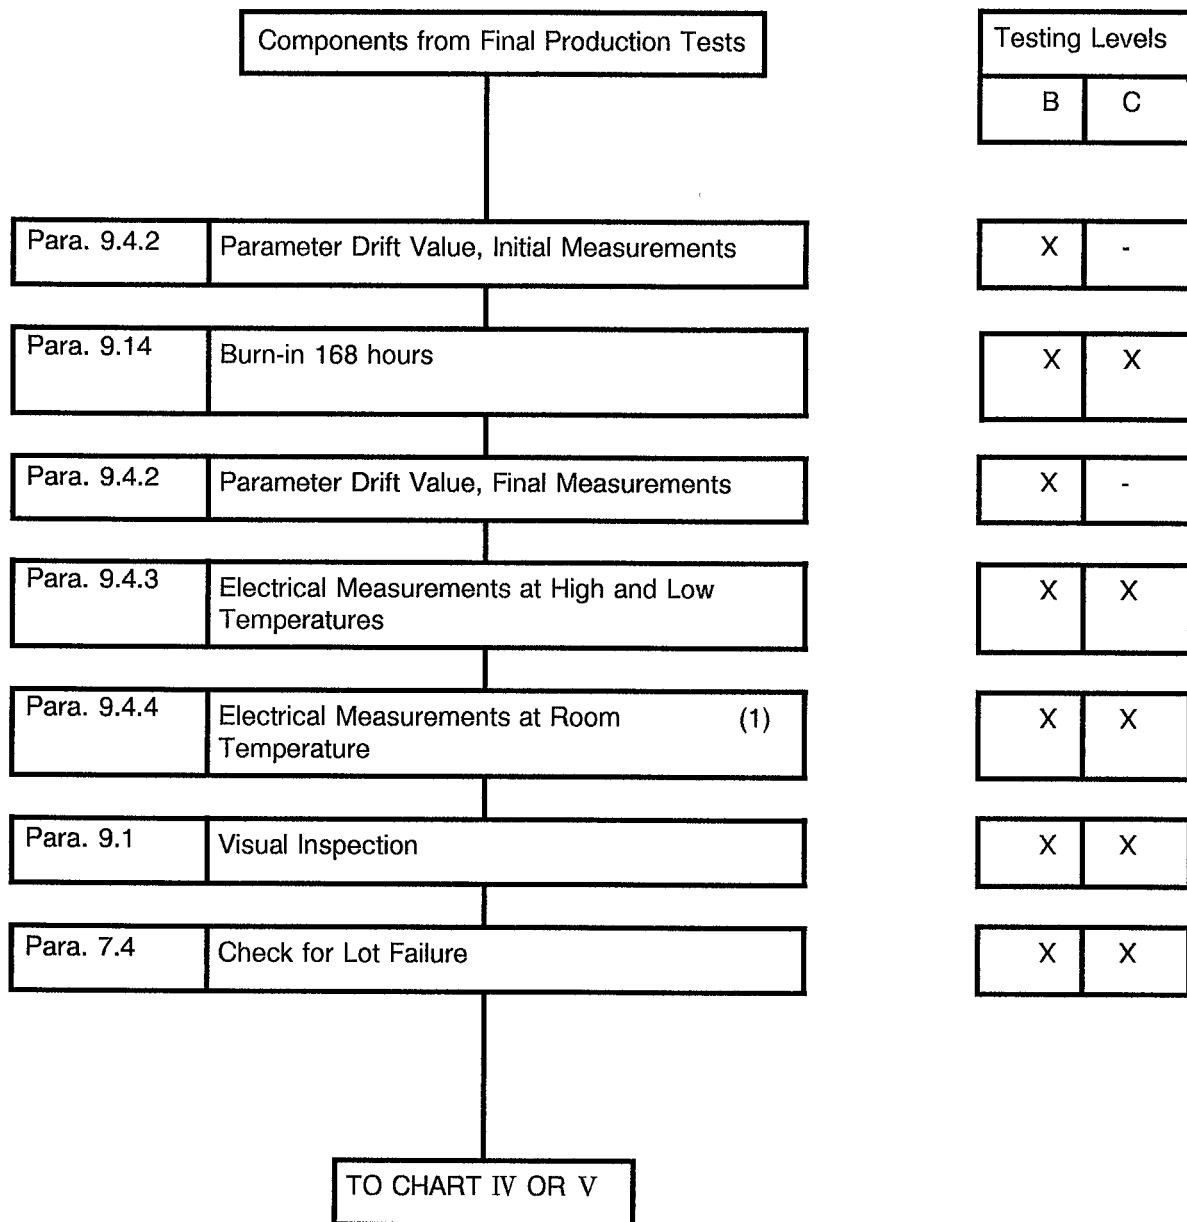 Components from Final Production Tests
Testing Levels
B C
Para. 9.4.2 Parameter Drift Value, Initial Measurements X -
Para. 9.14 Burn-in 168 hours X X
Para. 9.4.2 Parameter Drift Value, Final Measurements X -
Para. 9.4.3 Electrical Measurements at High and Low X X
Temperatures
Para. 9.4.4 Electrical Measurements at Room (1) X X
Temperature
Para. 9.1 Visual Inspection X X
Para. 7.4 Check for Lot Failure X X
TO CHART IV OR V